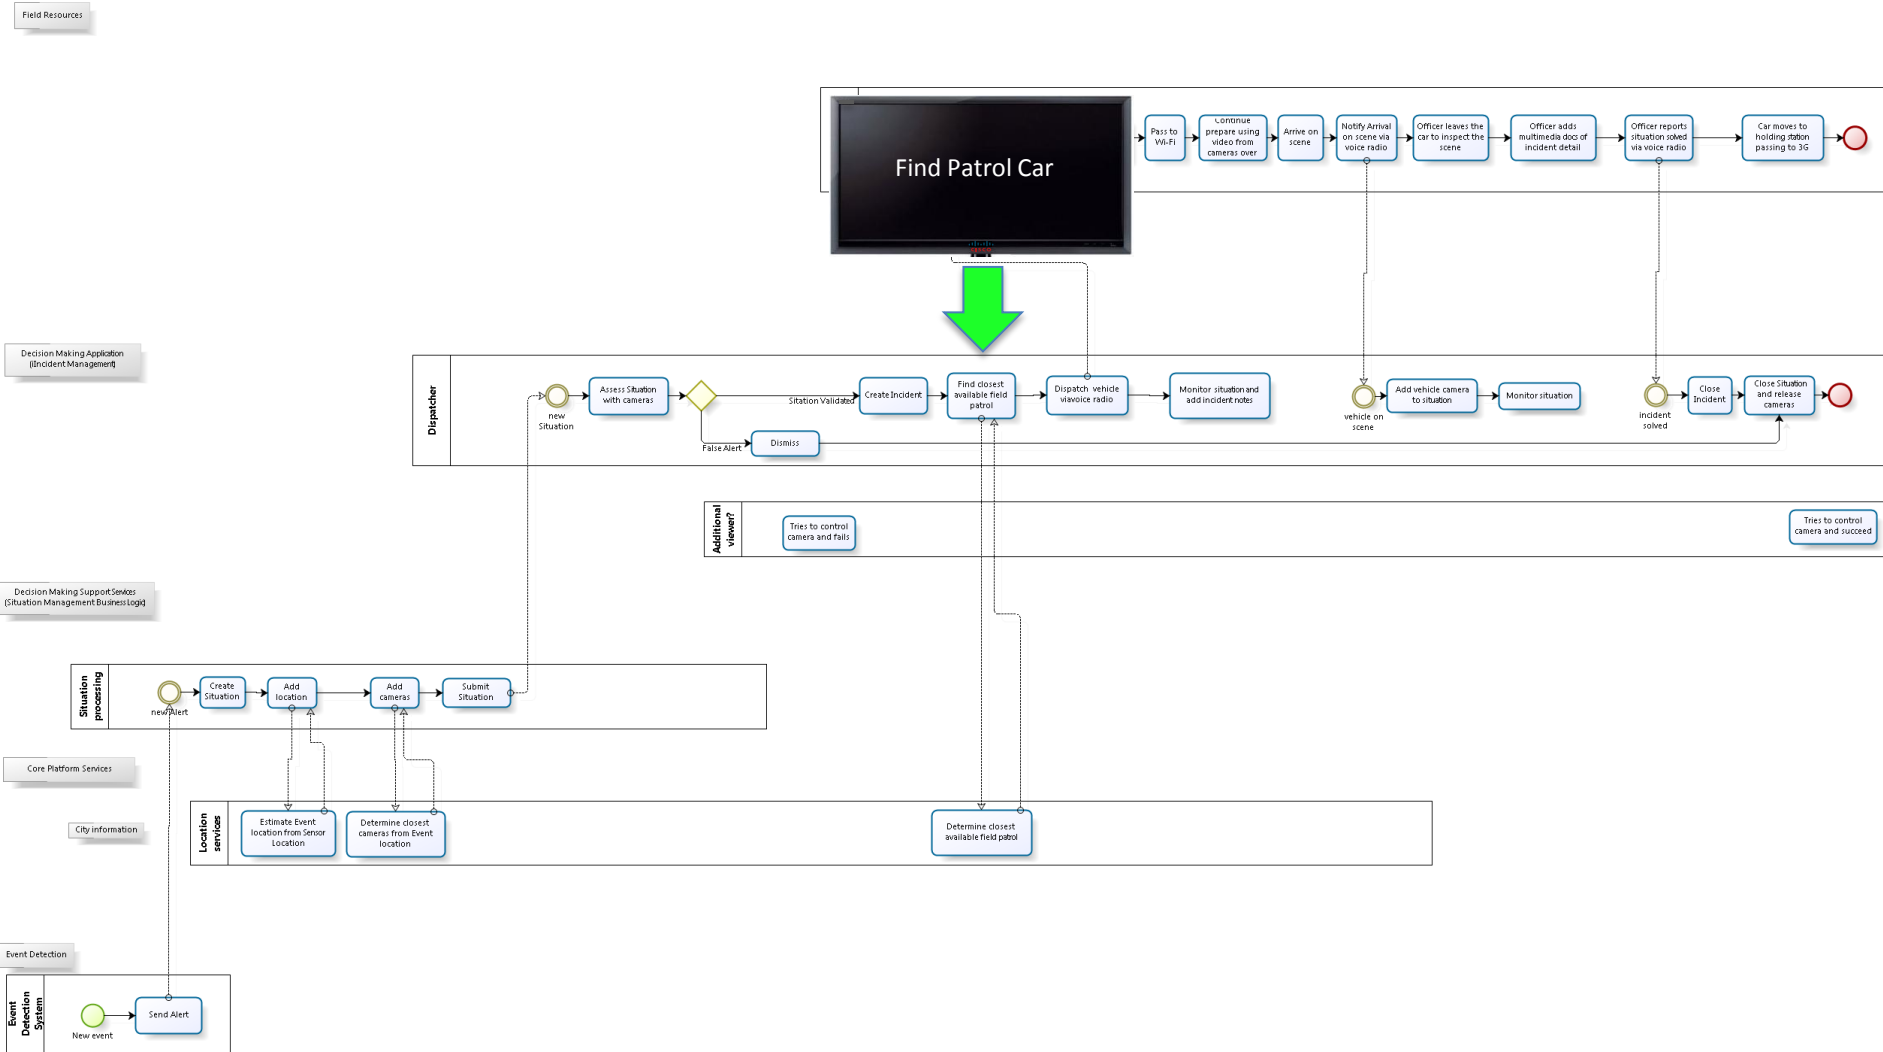 Field Resources
Find Patrol Car
Pass to
Wi-Fi
Continue
prepare using
video from
cameras over
Arrive on
scene
Notify Arrival
on scene via
voice radio
Officer leaves the
car to inspect the
scene
Officer adds
multimedia docs of
incident detail
Officer reports
situation solved
via voice radio
Car moves to
holding station
passing to 3G
Decision Making Application
(iIncident Management)
Dispatcher
new
Situation
Assess Situation
with cameras
Sitation Validated
False Alert
Dismiss
Create Incident
Find closest
available field
patrol
Dispatch vehicle
viavoice radio
Monitor situation and
add incident notes
vehicle on
scene
Add vehicle camera
to situation
Monitor situation
incident
solved
Close
Incident
Close Situation
and release
cameras
Additional
viewer?
Tries to control
camera and fails
Tries to control
camera and succeed
Decision Making Support Services
(Situation Management Business Logic)
Situation
processing
new Alert
Create
Situation
Add
location
Add
cameras
Submit
Situation
Core Platform Services
City information
Location
services
Estimate Event
location from Sensor
Location
Determine closest
cameras from Event
location
Determine closest
available field patrol
Event Detection
Event
Detection
System
New event
Send Alert